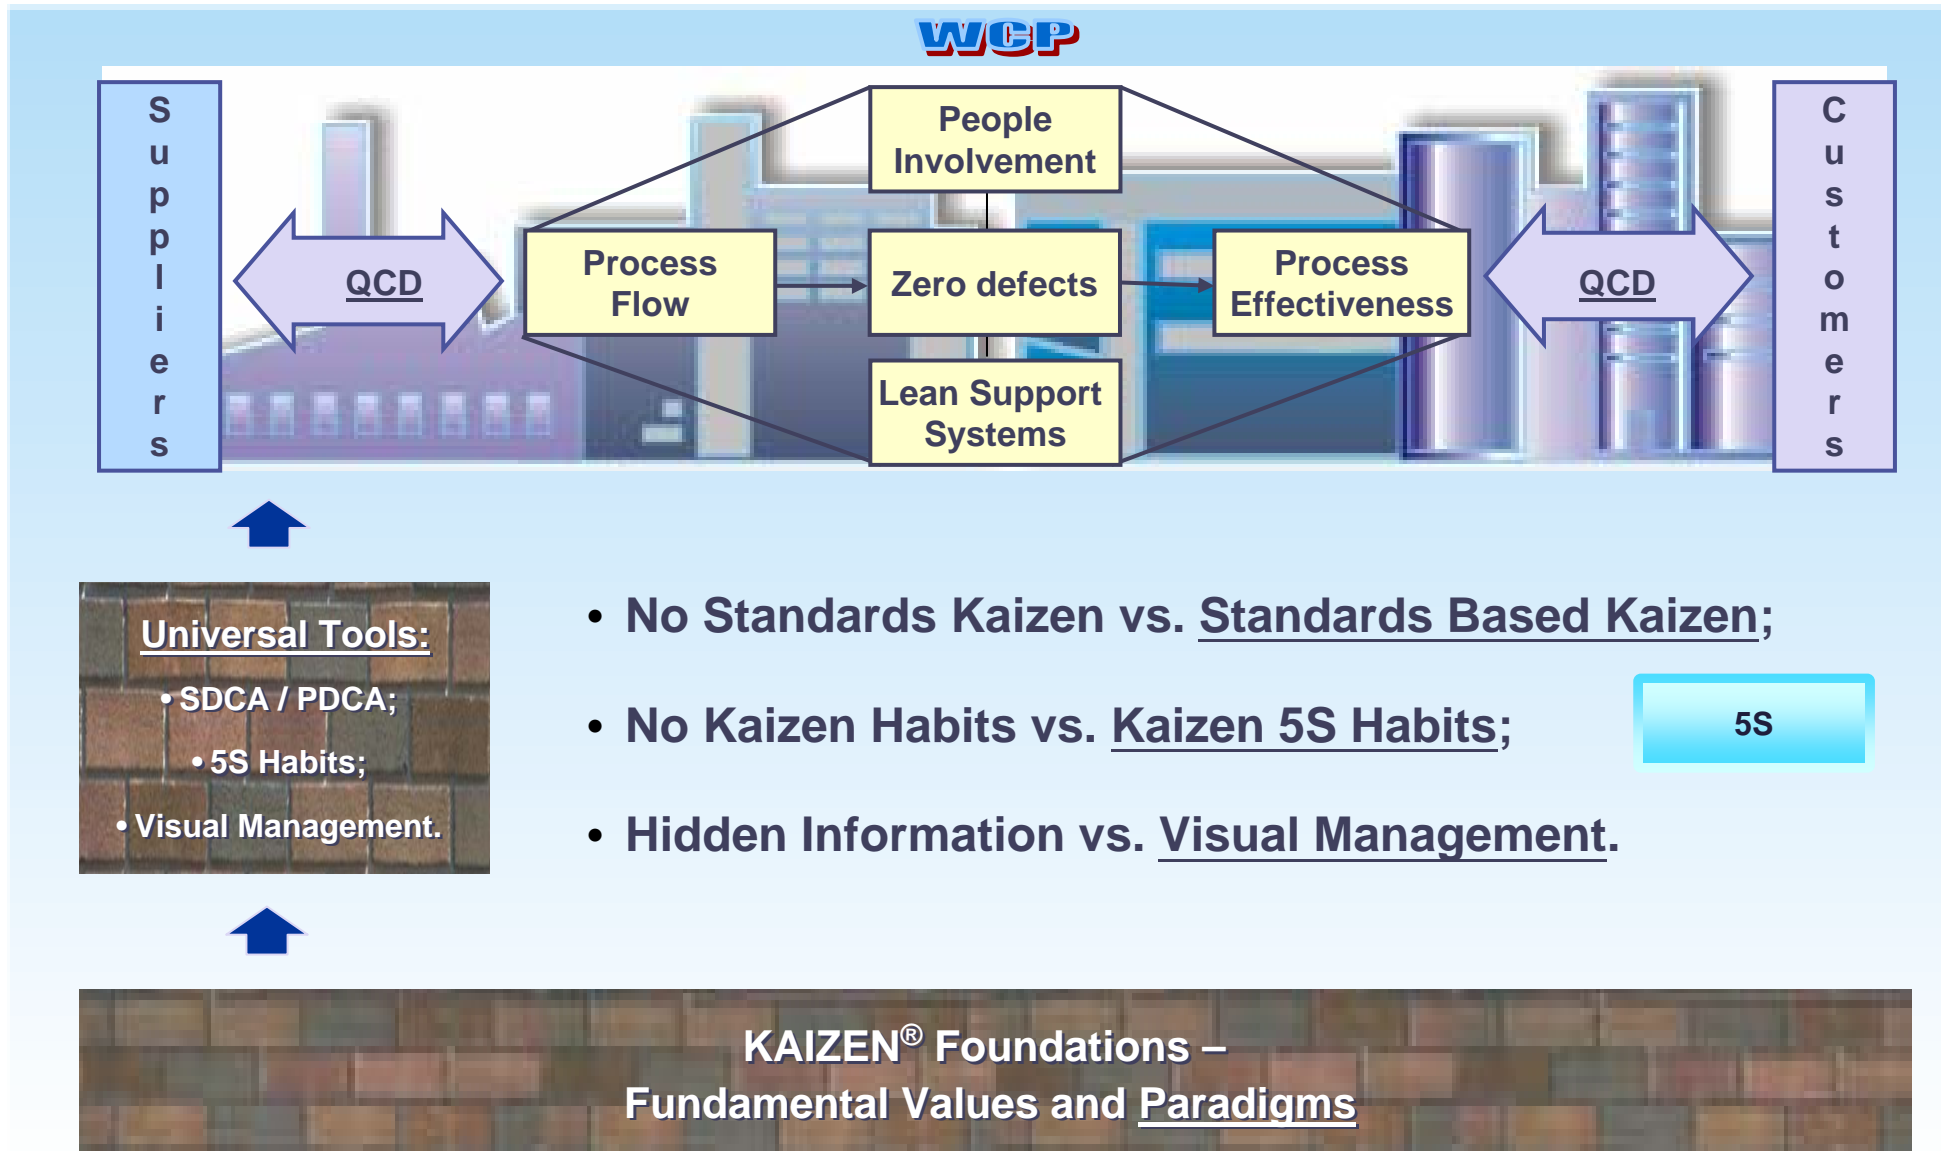 WCP
Suppliers
QCD
Process
Flow
People
Involvement
Zero defects
Lean Support
Systems
Process
Effectiveness
QCD
Customers
Universal Tools:
• SDCA / PDCA;
• 5S Habits;
• Visual Management.
• No Standards Kaizen vs. Standards Based Kaizen;
• No Kaizen Habits vs. Kaizen 5S Habits;
5S
• Hidden Information vs. Visual Management.
KAIZEN® Foundations –
Fundamental Values and Paradigms